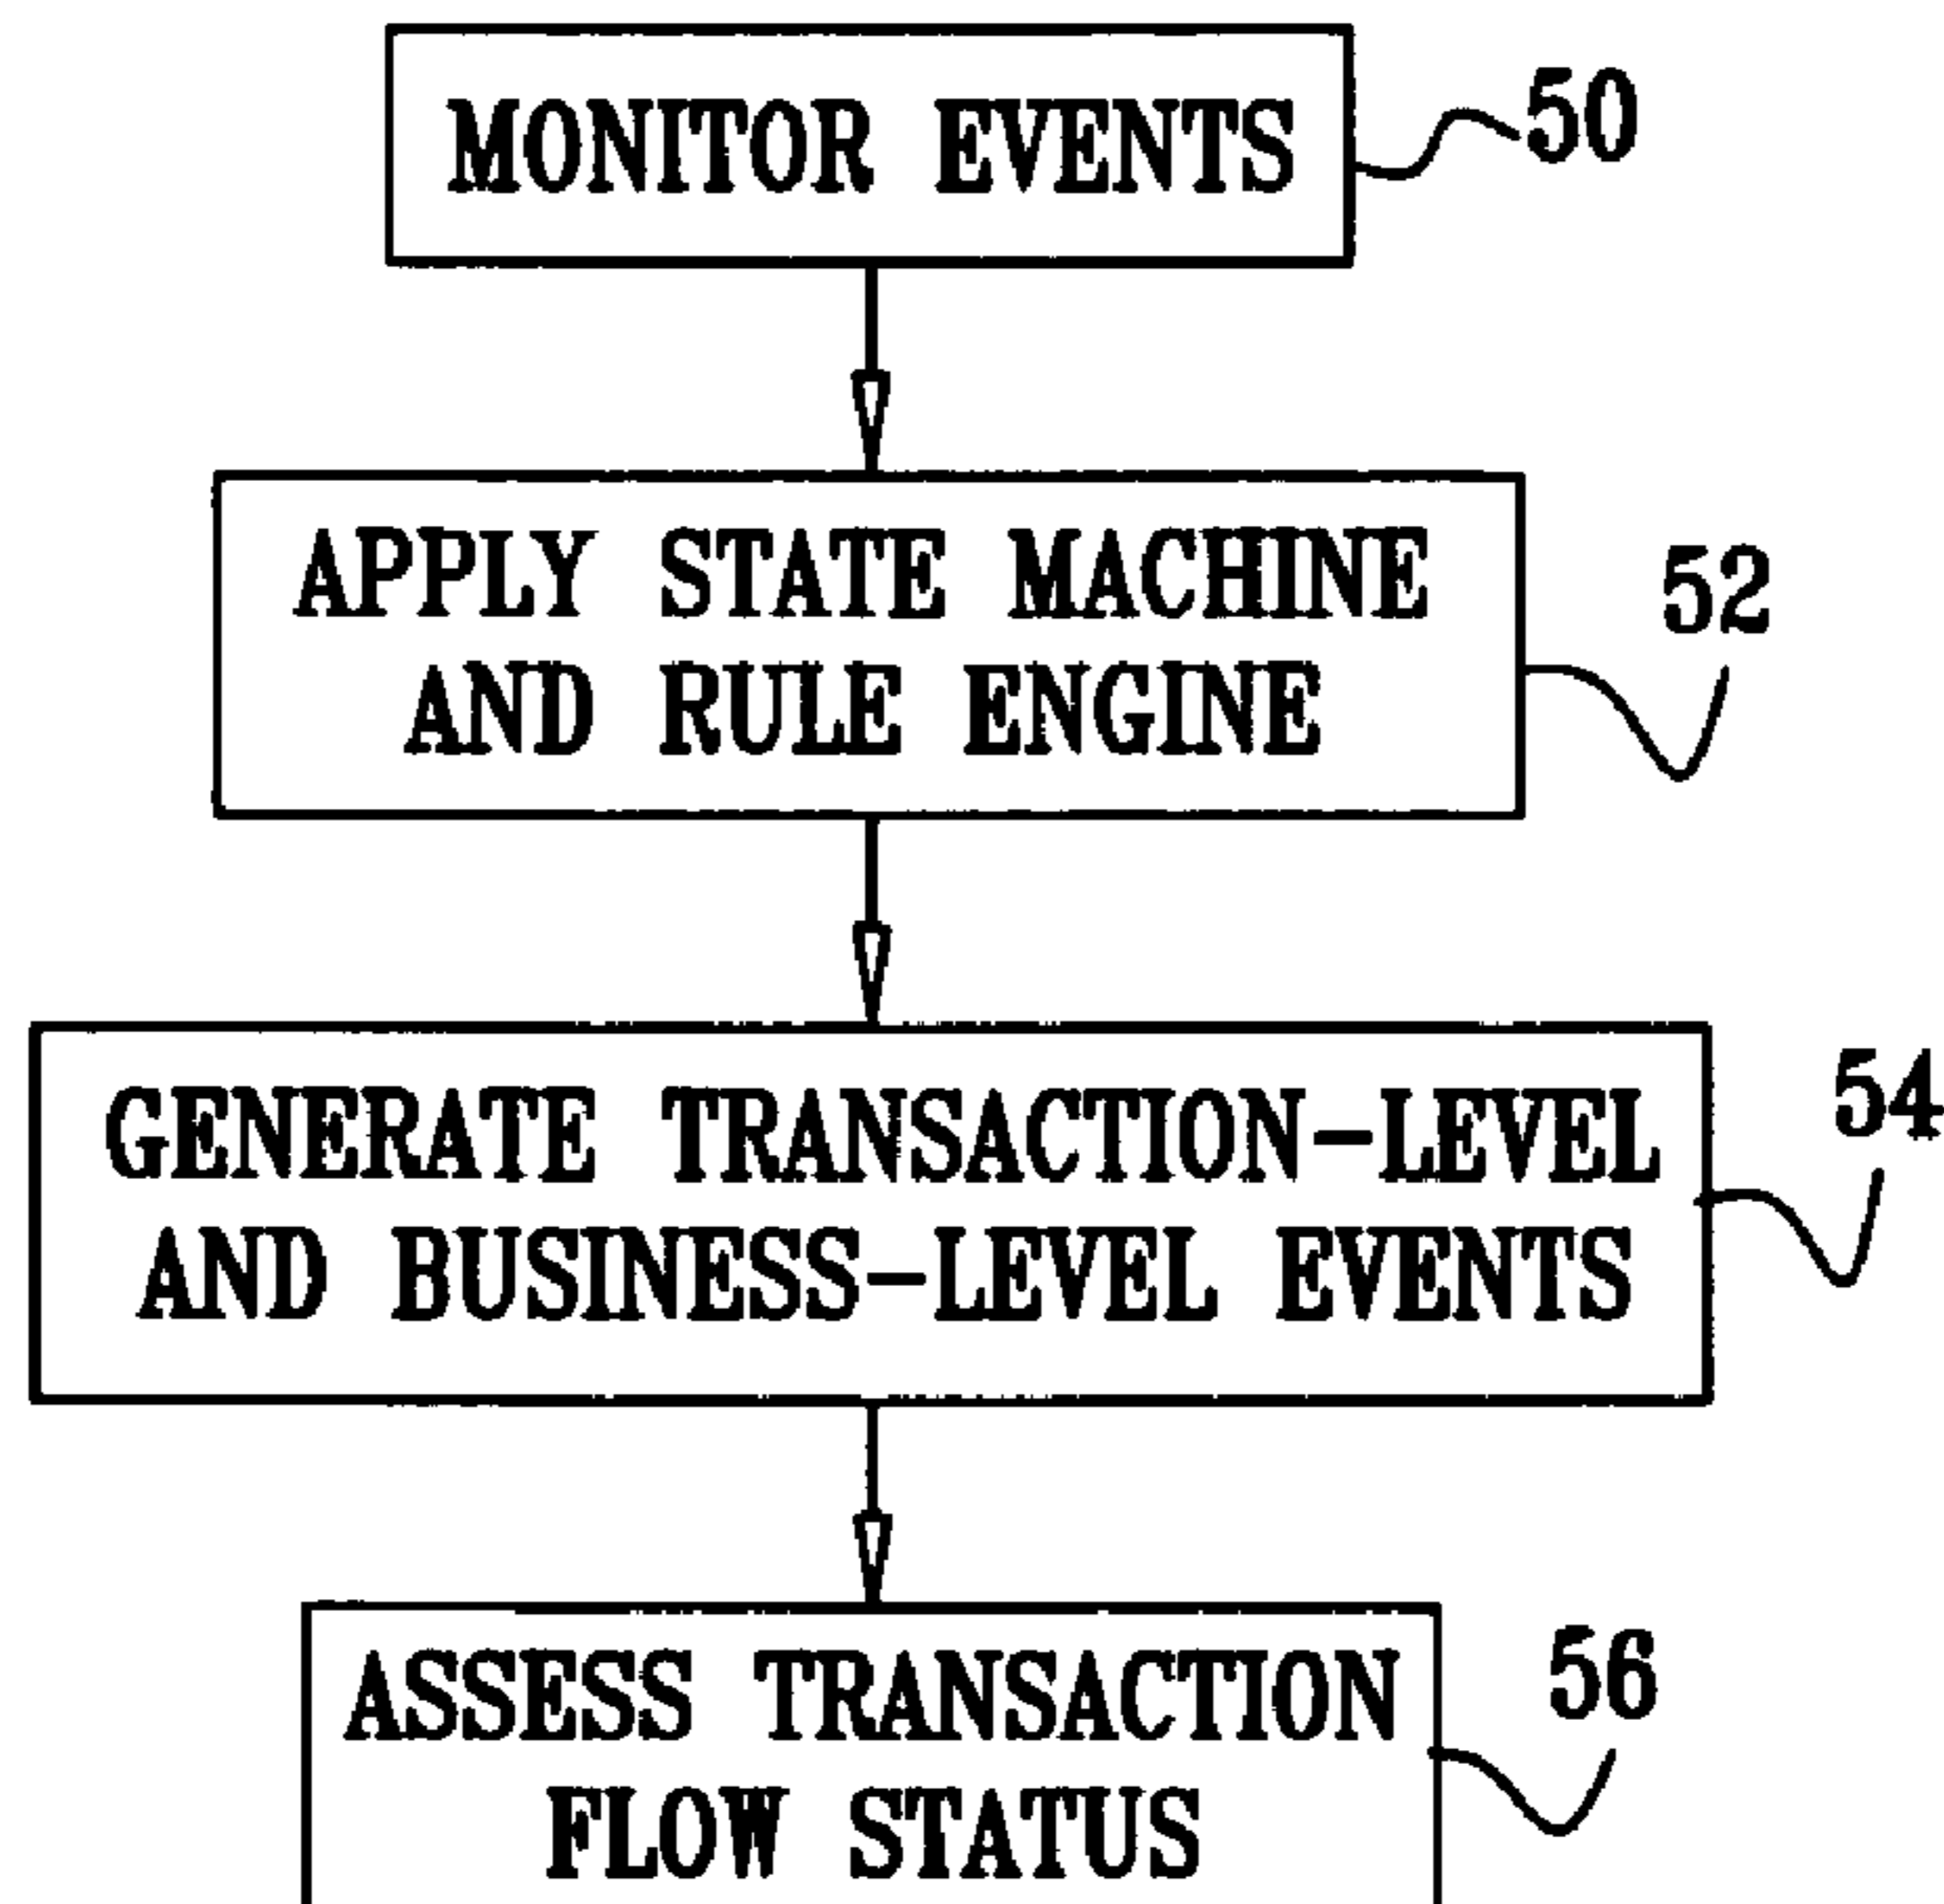 MONITOR EVENTS
50
APPLY STATE MACHINE
AND RULE ENGINE
52
GENERATE TRANSACTION-LEVEL
AND BUSINESS-LEVEL EVENTS
54
ASSESS TRANSACTION
FLOW STATUS
56